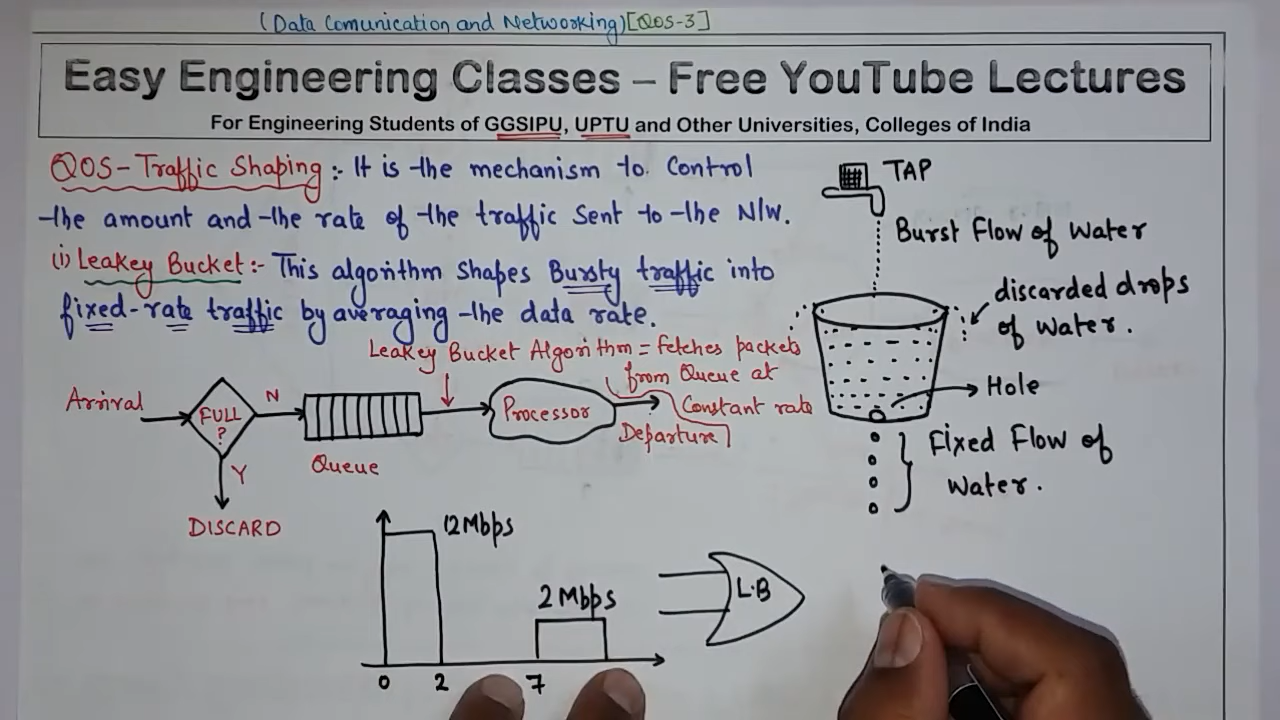 (Data Comunication and Networking)[QOS-3]
Easy Engineering Classes – Free YouTube Lectures
For Engineering Students of GGSIPU, UPTU and Other Universities, Colleges of India
QOS-Traffic Shaping:- It is the mechanism to control
the amount and the rate of the traffic sent to the N/w.
(i) Leakey Bucket:- This algorithm shapes Bursty traffic into
fixed-rate traffic by averaging the data rate.
TAP
Burst Flow of Water
discarded drops
of Water.
Hole
Fixed Flow of
Water.
Leakey Bucket Algorithm = fetches packets
from Queue at
Constant rate
Arrival
FULL
?
N
Y
DISCARD
Queue
Processor
Departure
12Mbps
2 Mbps
0 2 7
L.B